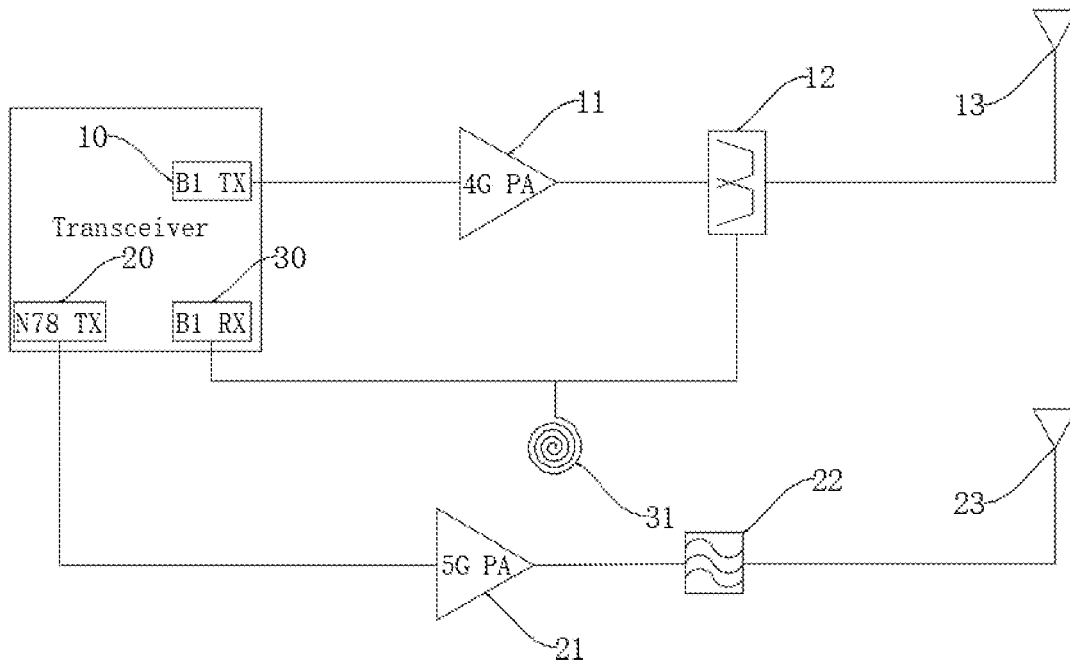 11
12
13
10
B1 TX
4G PA
Transceiver
20
30
N78 TX
B1 RX
31
22
23
5G PA
21